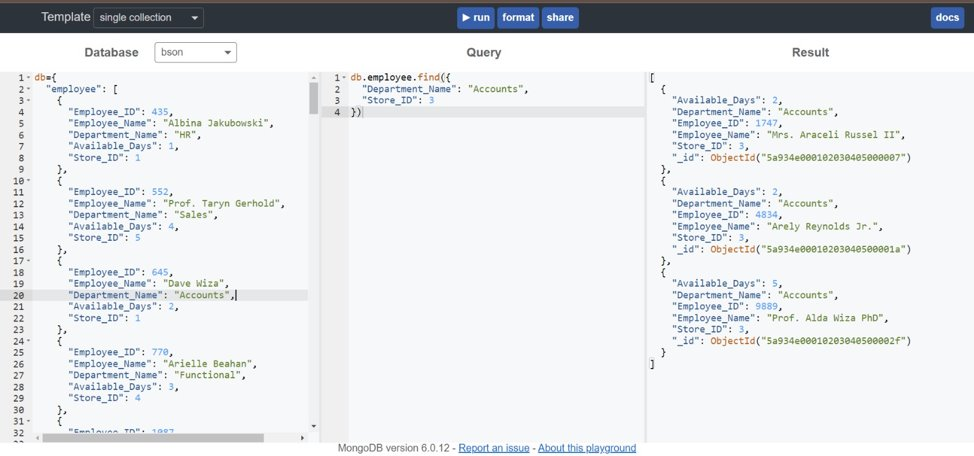 Template single collection ▶ run format share docs
Database bson Query Result
1 db={
2 "employee": [
3 {
4 "Employee_ID": 435,
5 "Employee_Name": "Albina Jakubowski",
6 "Department_Name": "HR",
7 "Available_Days": 1,
8 "Store_ID": 1
9 },
10 {
11 "Employee_ID": 552,
12 "Employee_Name": "Prof. Taryn Gerhold",
13 "Department_Name": "Sales",
14 "Available_Days": 4,
15 "Store_ID": 5
16 },
17 {
18 "Employee_ID": 645,
19 "Employee_Name": "Dave Wiza",
20 "Department_Name": "Accounts",
21 "Available_Days": 2,
22 "Store_ID": 1
23 },
24 {
25 "Employee_ID": 770,
26 "Employee_Name": "Arielle Beahan",
27 "Department_Name": "Functional",
28 "Available_Days": 3,
29 "Store_ID": 4
30 },
31 {
32 "Employee_ID": 1087
1 db.employee.find({
2 "Department_Name": "Accounts",
3 "Store_ID": 3
4 })
[
{
"Available_Days": 2,
"Department_Name": "Accounts",
"Employee_ID": 1747,
"Employee_Name": "Mrs. Araceli Russel II",
"Store_ID": 3,
"_id": ObjectId("5a934e000102030405000007")
},
{
"Available_Days": 2,
"Department_Name": "Accounts",
"Employee_ID": 4834,
"Employee_Name": "Arely Reynolds Jr.",
"Store_ID": 3,
"_id": ObjectId("5a934e00010203040500001a")
},
{
"Available_Days": 5,
"Department_Name": "Accounts",
"Employee_ID": 9889,
"Employee_Name": "Prof. Alda Wiza PhD",
"Store_ID": 3,
"_id": ObjectId("5a934e00010203040500002f")
}
]
MongoDB version 6.0.12 - Report an issue - About this playground